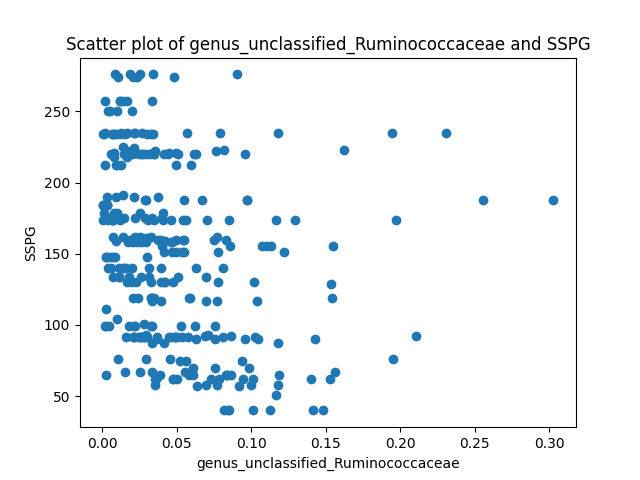 Scatter plot of genus_unclassified_Ruminococcaceae and SSPG
250
200
SSPG
150
100
50
0.00 0.05 0.10 0.15 0.20 0.25 0.30
genus_unclassified_Ruminococcaceae